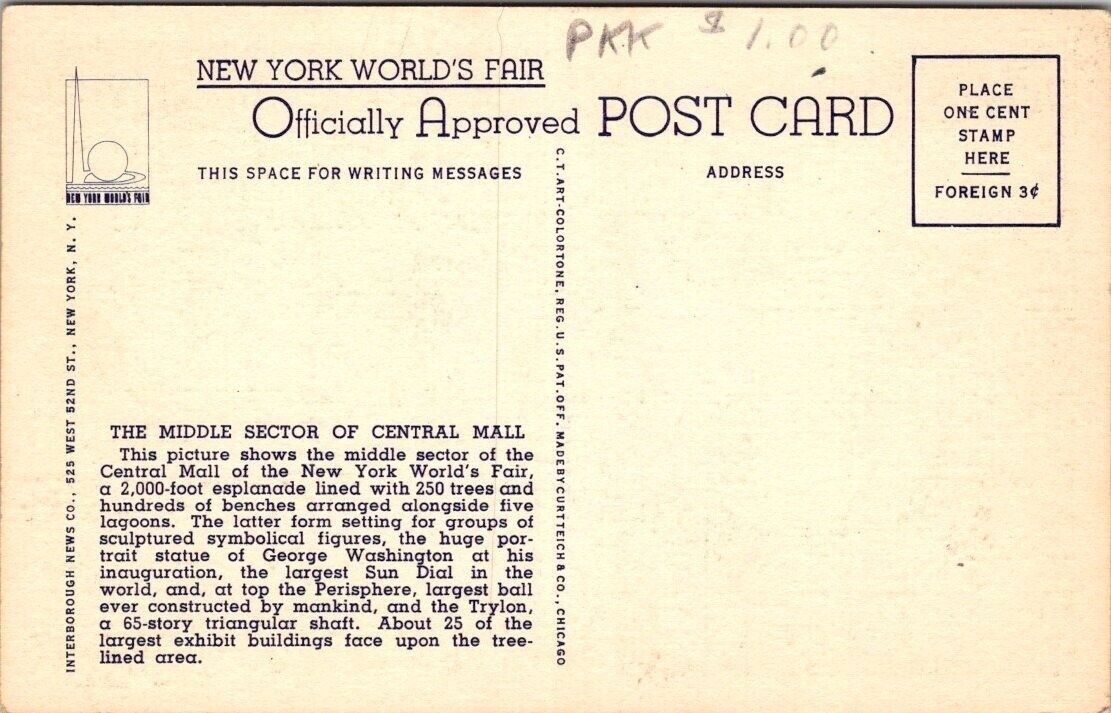 PKK $1.00
NEW YORK WORLD'S FAIR
Officially Approved POST CARD
THIS SPACE FOR WRITING MESSAGES
ADDRESS
PLACE
ONE CENT
STAMP
HERE
FOREIGN 3¢
NEW YORK WORLD'S FAIR
INTERBOROUGH NEWS CO., 525 WEST 52ND ST., NEW YORK, N. Y.
THE MIDDLE SECTOR OF CENTRAL MALL
This picture shows the middle sector of the
Central Mall of the New York World's Fair,
a 2,000-foot esplanade lined with 250 trees and
hundreds of benches arranged alongside five
lagoons. The latter form setting for groups of
sculptured symbolical figures, the huge por-
trait statue of George Washington at his
inauguration, the largest Sun Dial in the
world, and, at top the Perisphere, largest ball
ever constructed by mankind, and the Trylon,
a 65-story triangular shaft. About 25 of the
largest exhibit buildings face upon the tree-
lined area.
C.T. ART-COLORTONE, REG. U.S. PAT. OFF. MADE BY CURT TEICH & CO., CHICAGO